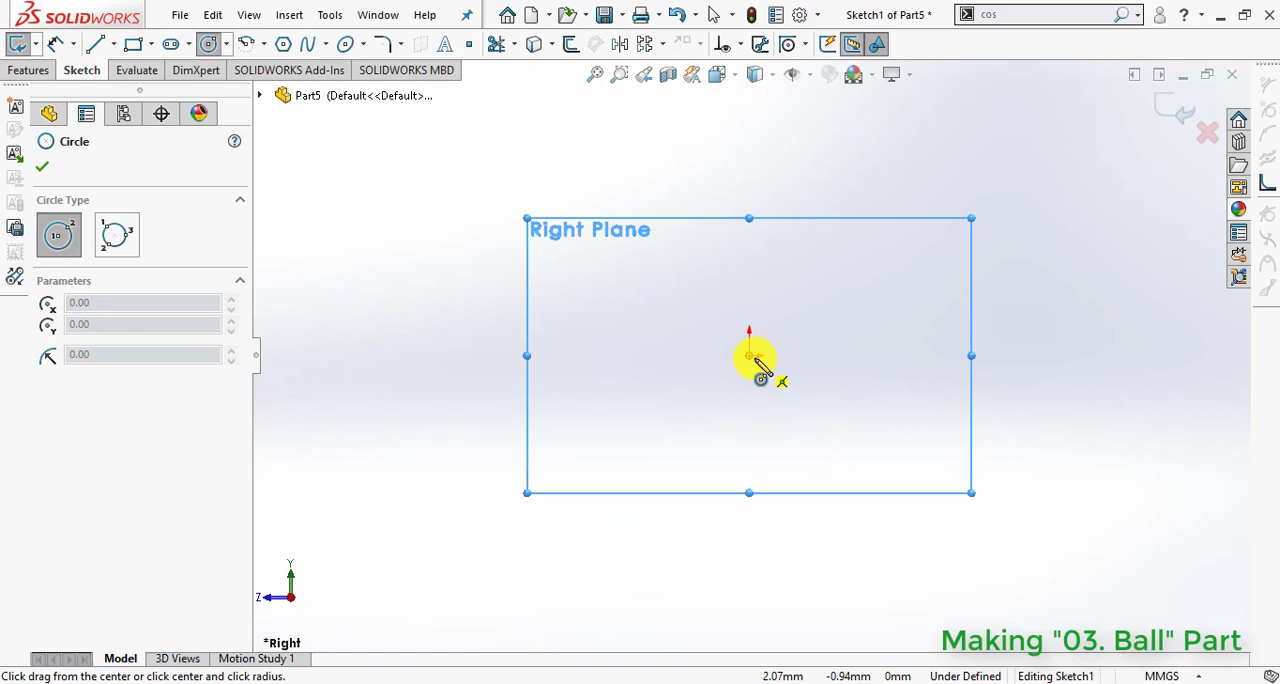 SOLIDWORKS File Edit View Insert Tools Window Help Sketch1 of Part5 * cos
Features Sketch Evaluate DimXpert SOLIDWORKS Add-Ins SOLIDWORKS MBD
Part5 (Default<<Default>...
Circle
Circle Type
Parameters
0.00
0.00
0.00
Right Plane
Y
Z
*Right
Making "03. Ball" Part
Model 3D Views Motion Study 1
Click drag from the center or click center and click radius. 2.07mm -0.94mm 0mm Under Defined Editing Sketch1 MMGS